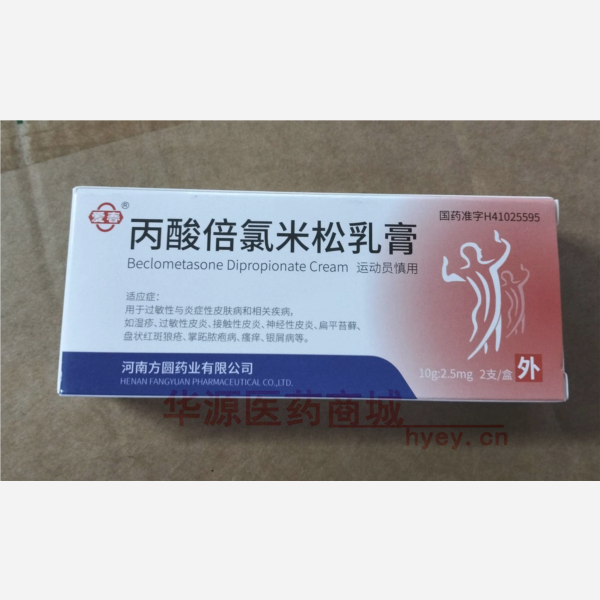 爱春®
国药准字H41025595
丙酸倍氯米松乳膏
Beclometasone Dipropionate Cream 运动员慎用
适应症:
用于过敏性与炎症性皮肤病和相关疾病,
如湿疹、过敏性皮炎、接触性皮炎、神经性皮炎、扁平苔藓、
盘状红斑狼疮、掌跖脓疱病、瘙痒、银屑病等。
河南方圆药业有限公司
HENAN FANGYUAN PHARMACEUTICAL CO.,LTD.
10g:2.5mg 2支/盒 外
华源医药商城
hyey.cn